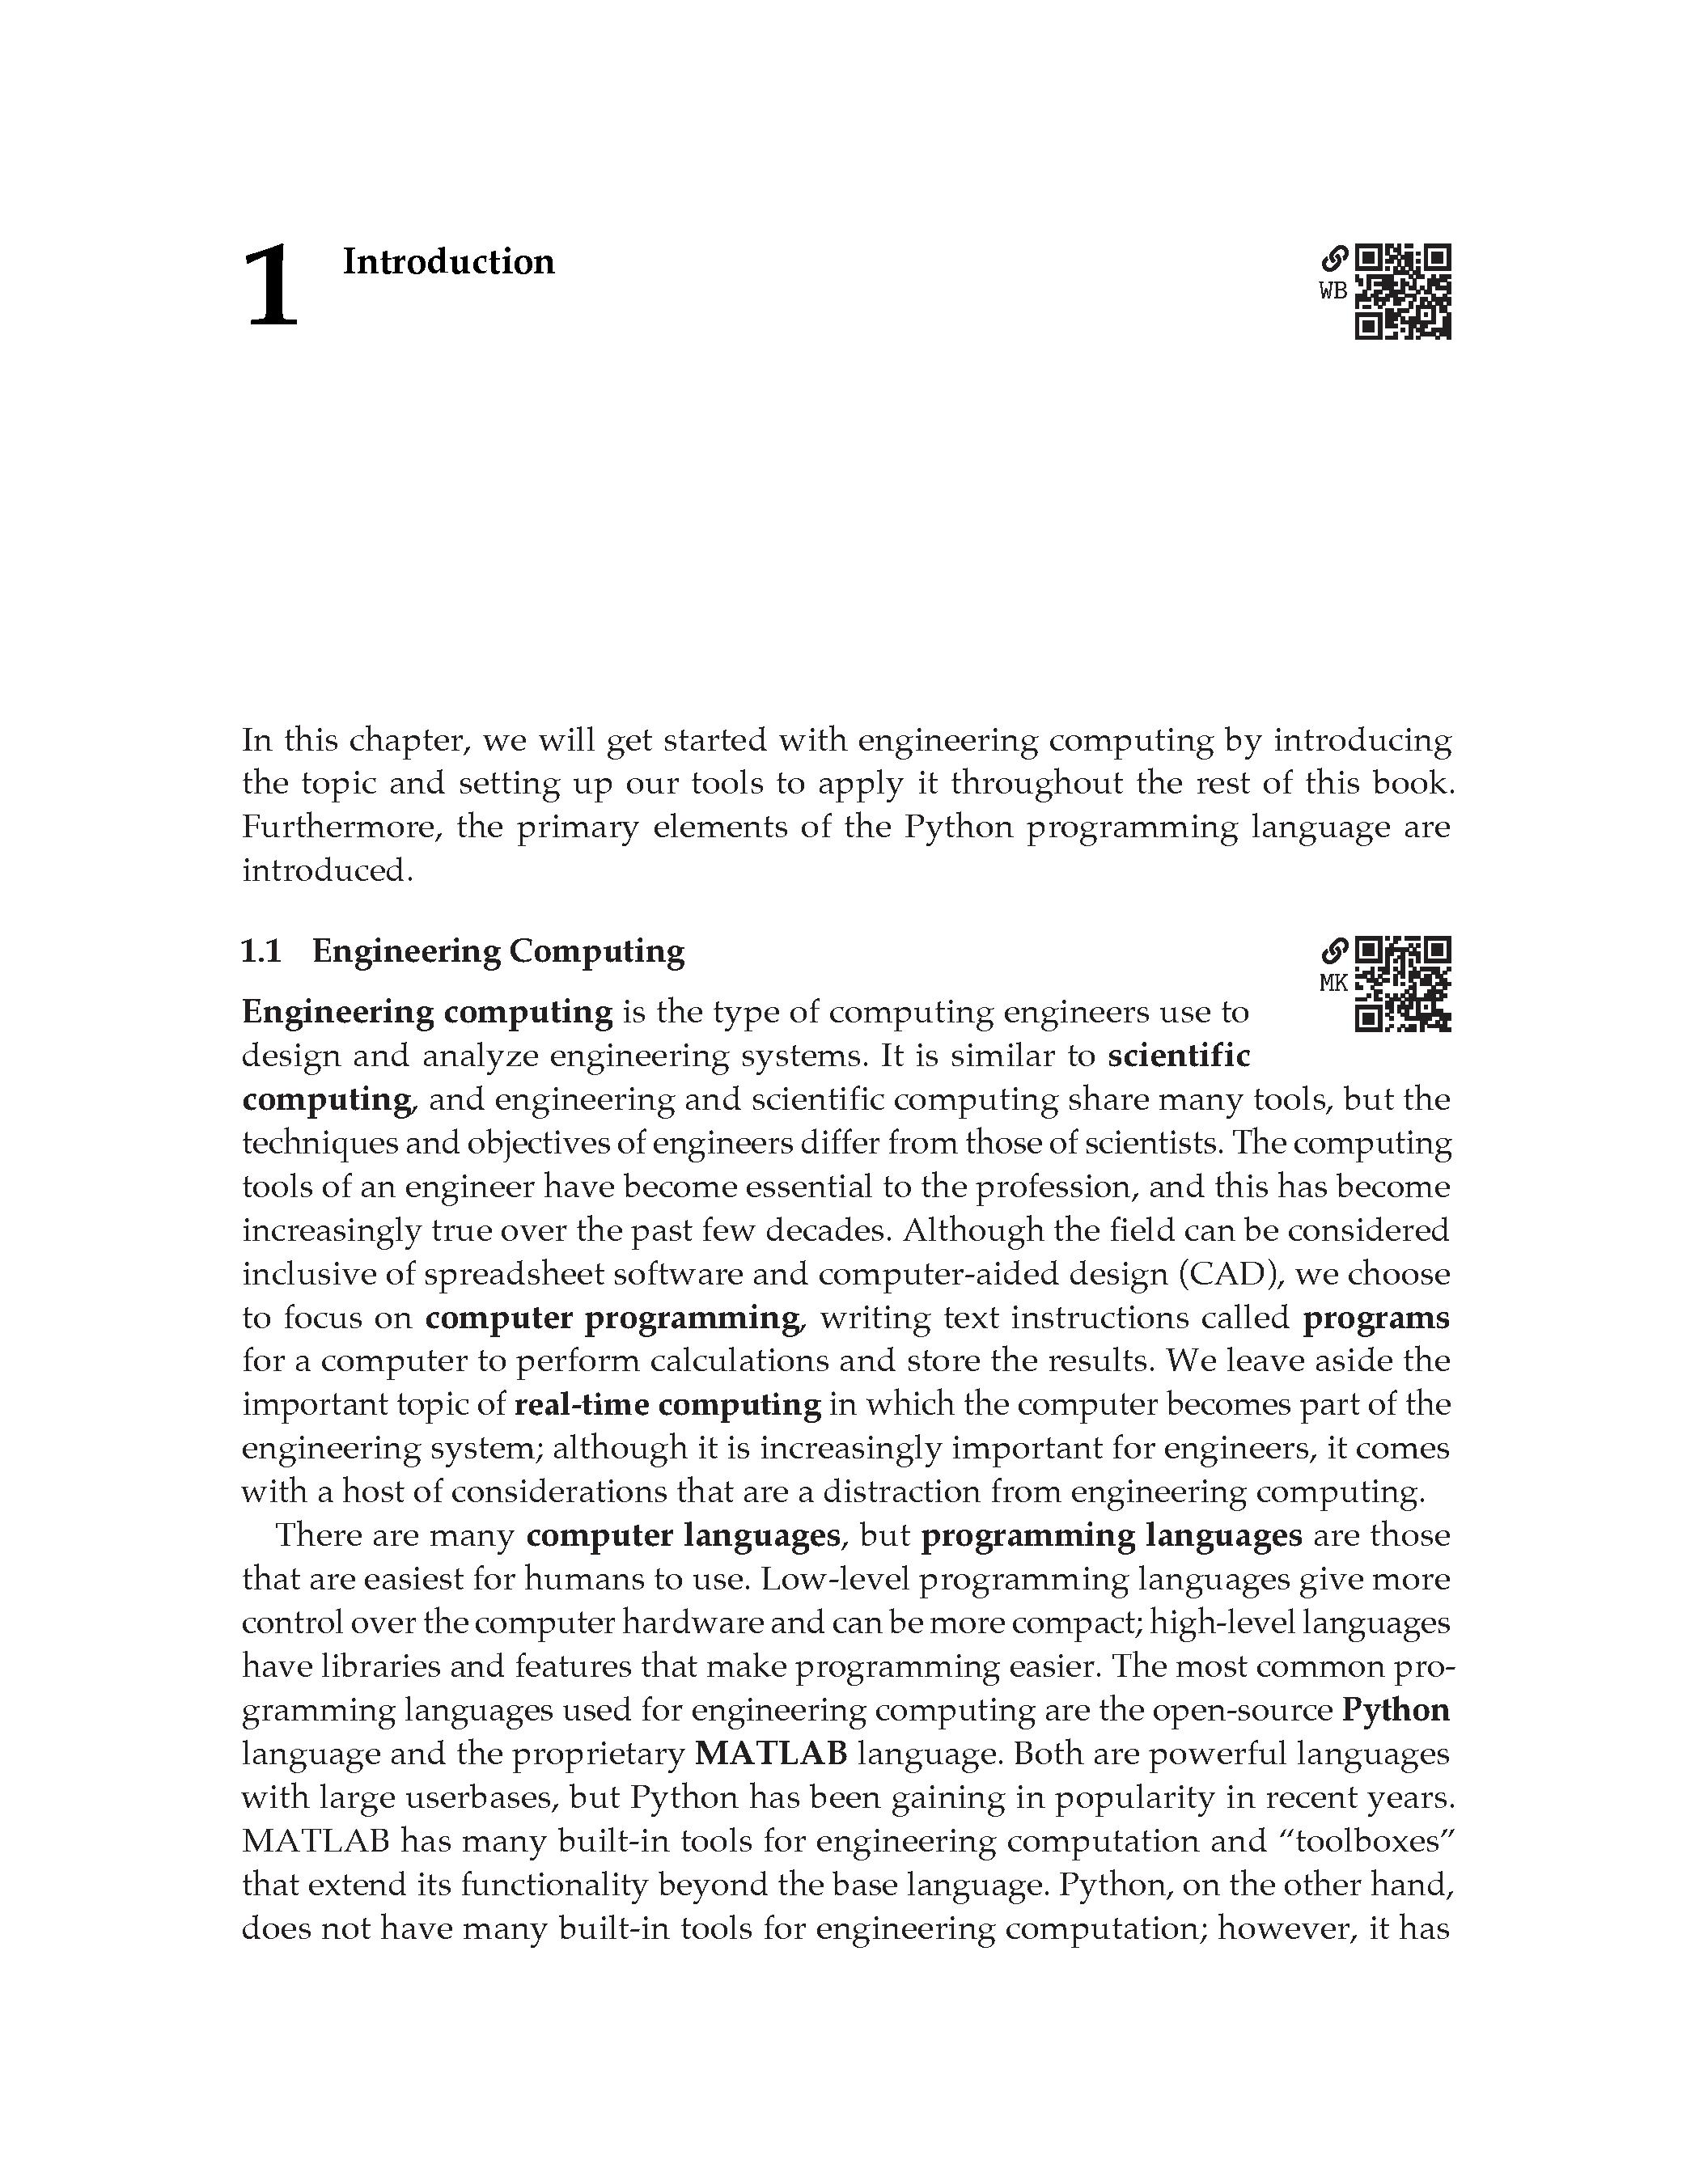 1 Introduction
WB
In this chapter, we will get started with engineering computing by introducing
the topic and setting up our tools to apply it throughout the rest of this book.
Furthermore, the primary elements of the Python programming language are
introduced.
1.1 Engineering Computing
MK
Engineering computing is the type of computing engineers use to
design and analyze engineering systems. It is similar to scientific
computing, and engineering and scientific computing share many tools, but the
techniques and objectives of engineers differ from those of scientists. The computing
tools of an engineer have become essential to the profession, and this has become
increasingly true over the past few decades. Although the field can be considered
inclusive of spreadsheet software and computer-aided design (CAD), we choose
to focus on computer programming, writing text instructions called programs
for a computer to perform calculations and store the results. We leave aside the
important topic of real-time computing in which the computer becomes part of the
engineering system; although it is increasingly important for engineers, it comes
with a host of considerations that are a distraction from engineering computing.
There are many computer languages, but programming languages are those
that are easiest for humans to use. Low-level programming languages give more
control over the computer hardware and can be more compact; high-level languages
have libraries and features that make programming easier. The most common pro-
gramming languages used for engineering computing are the open-source Python
language and the proprietary MATLAB language. Both are powerful languages
with large userbases, but Python has been gaining in popularity in recent years.
MATLAB has many built-in tools for engineering computation and “toolboxes”
that extend its functionality beyond the base language. Python, on the other hand,
does not have many built-in tools for engineering computation; however, it has